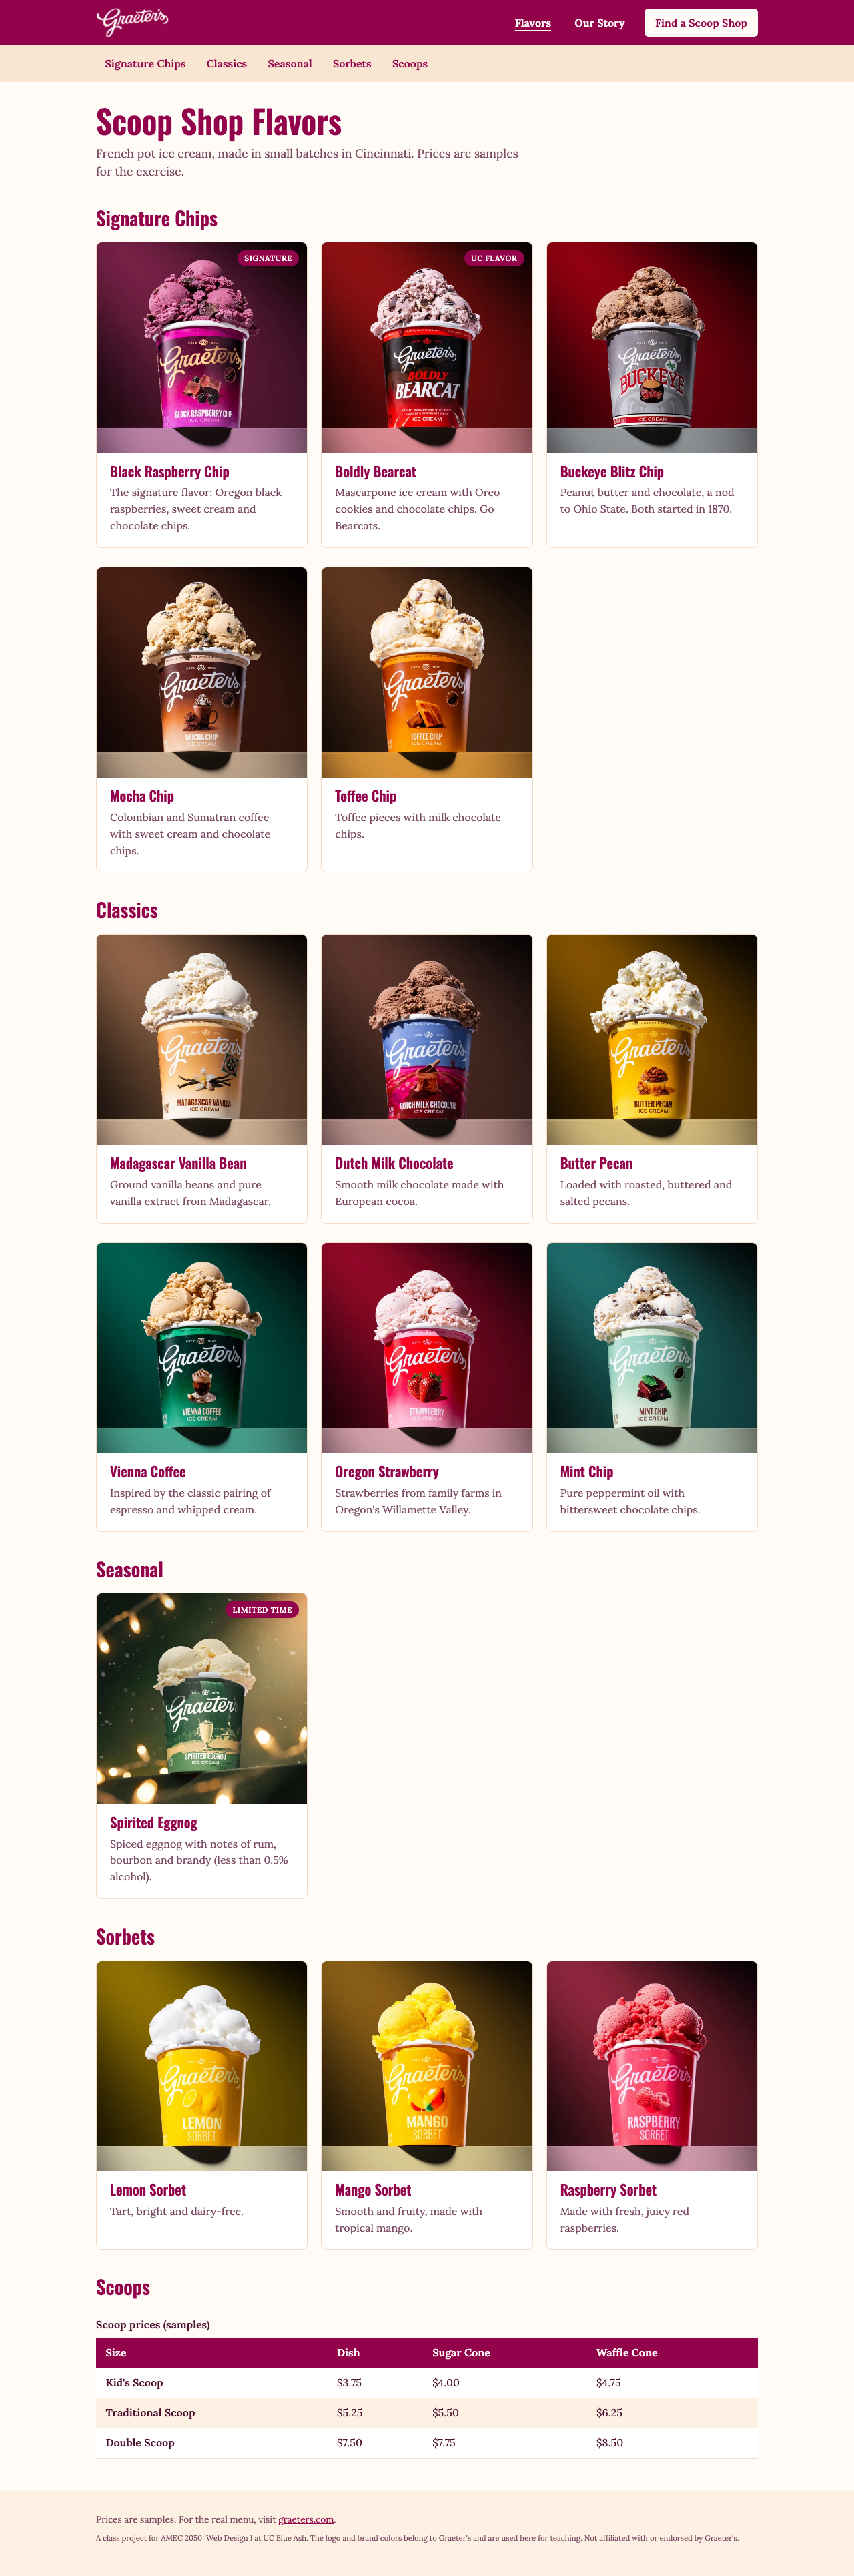 Graeter's
Flavors Our Story Find a Scoop Shop
Signature Chips Classics Seasonal Sorbets Scoops
Scoop Shop Flavors
French pot ice cream, made in small batches in Cincinnati. Prices are samples
for the exercise.
Signature Chips
SIGNATURE
Graeter's
BLACK RASPBERRY CHIP
ICE CREAM
UC FLAVOR
Graeter's
BOLDLY
BEARCAT
ICE CREAM
Graeter's
BUCKEYE
ICE CREAM
Black Raspberry Chip
The signature flavor: Oregon black
raspberries, sweet cream and
chocolate chips.
Boldly Bearcat
Mascarpone ice cream with Oreo
cookies and chocolate chips. Go
Bearcats.
Buckeye Blitz Chip
Peanut butter and chocolate, a nod
to Ohio State. Both started in 1870.
Graeter's
MOCHA CHIP
ICE CREAM
Graeter's
TOFFEE CHIP
ICE CREAM
Mocha Chip
Colombian and Sumatran coffee
with sweet cream and chocolate
chips.
Toffee Chip
Toffee pieces with milk chocolate
chips.
Classics
Graeter's
MADAGASCAR VANILLA
ICE CREAM
Graeter's
DUTCH MILK CHOCOLATE
ICE CREAM
Graeter's
BUTTER PECAN
ICE CREAM
Madagascar Vanilla Bean
Ground vanilla beans and pure
vanilla extract from Madagascar.
Dutch Milk Chocolate
Smooth milk chocolate made with
European cocoa.
Butter Pecan
Loaded with roasted, buttered and
salted pecans.
Graeter's
VIENNA COFFEE
ICE CREAM
Graeter's
STRAWBERRY
ICE CREAM
Graeter's
MINT CHIP
ICE CREAM
Vienna Coffee
Inspired by the classic pairing of
espresso and whipped cream.
Oregon Strawberry
Strawberries from family farms in
Oregon's Willamette Valley.
Mint Chip
Pure peppermint oil with
bittersweet chocolate chips.
Seasonal
LIMITED TIME
Graeter's
SPIRITED EGGNOG
ICE CREAM
Spirited Eggnog
Spiced eggnog with notes of rum,
bourbon and brandy (less than 0.5%
alcohol).
Sorbets
Graeter's
LEMON
SORBET
Graeter's
MANGO
SORBET
Graeter's
RASPBERRY
SORBET
Lemon Sorbet
Tart, bright and dairy-free.
Mango Sorbet
Smooth and fruity, made with
tropical mango.
Raspberry Sorbet
Made with fresh, juicy red
raspberries.
Scoops
Scoop prices (samples)
Size Dish Sugar Cone Waffle Cone
Kid's Scoop $3.75 $4.00 $4.75
Traditional Scoop $5.25 $5.50 $6.25
Double Scoop $7.50 $7.75 $8.50
Prices are samples. For the real menu, visit graeters.com.
A class project for AMEC 2050: Web Design I at UC Blue Ash. The logo and brand colors belong to Graeter's and are used here for teaching. Not affiliated with or endorsed by Graeter's.